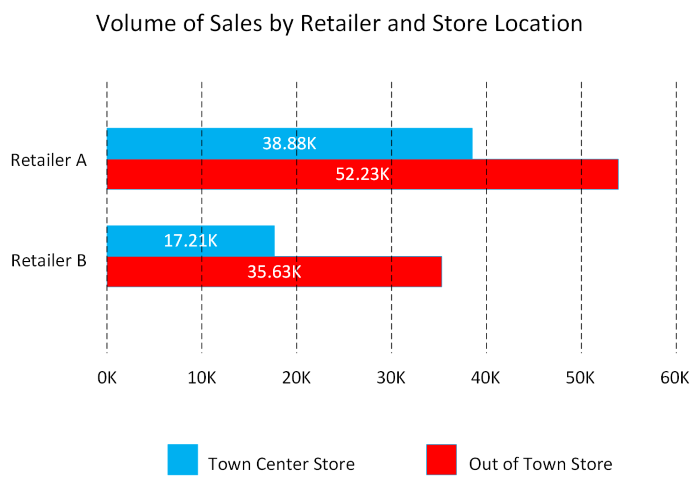 Volume of Sales by Retailer and Store Location
Retailer A
38.88K
52.23K
Retailer B
17.21K
35.63K
0K 10K 20K 30K 40K 50K 60K
Town Center Store Out of Town Store